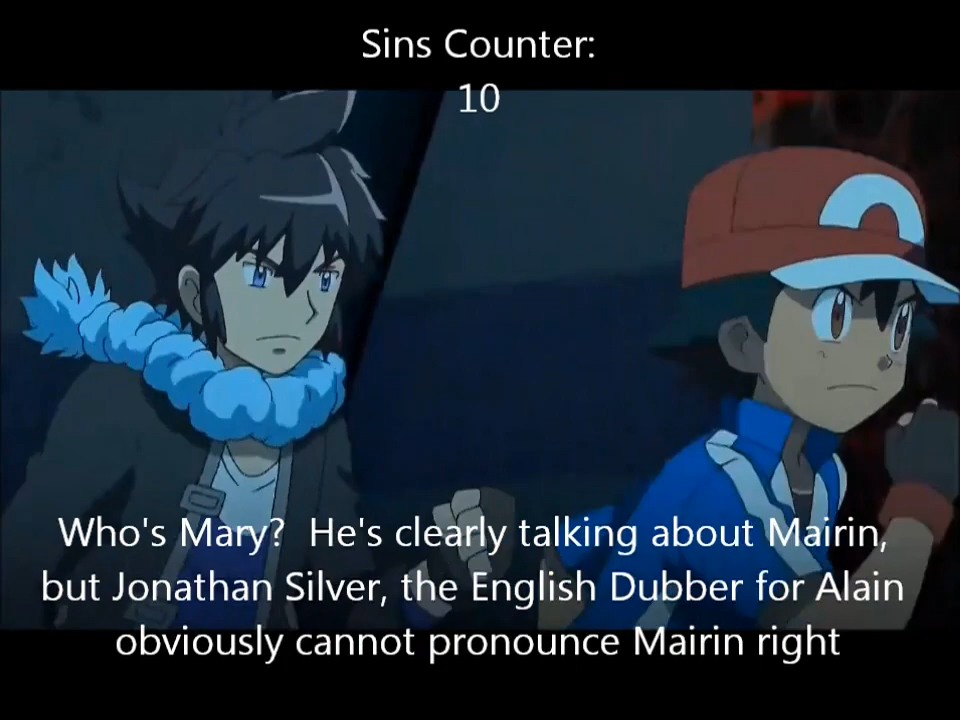 Sins Counter:
10
Who's Mary?  He's clearly talking about Mairin,
but Jonathan Silver, the English Dubber for Alain
obviously cannot pronounce Mairin right